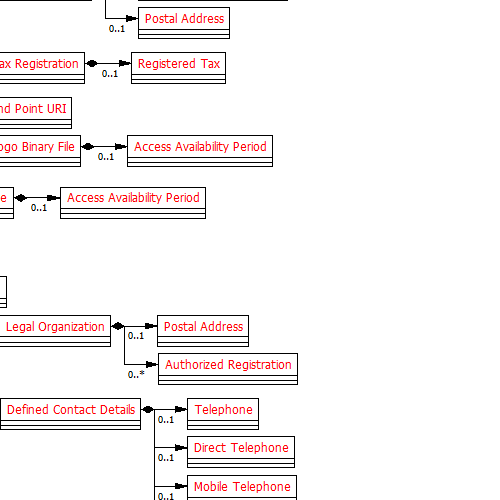 Postal Address
0..1
ax Registration
Registered Tax
0..1
nd Point URI
ogo Binary File
Access Availability Period
0..1
e
Access Availability Period
0..1
Legal Organization
Postal Address
0..1
Authorized Registration
0..*
Defined Contact Details
Telephone
0..1
Direct Telephone
0..1
Mobile Telephone
0..1